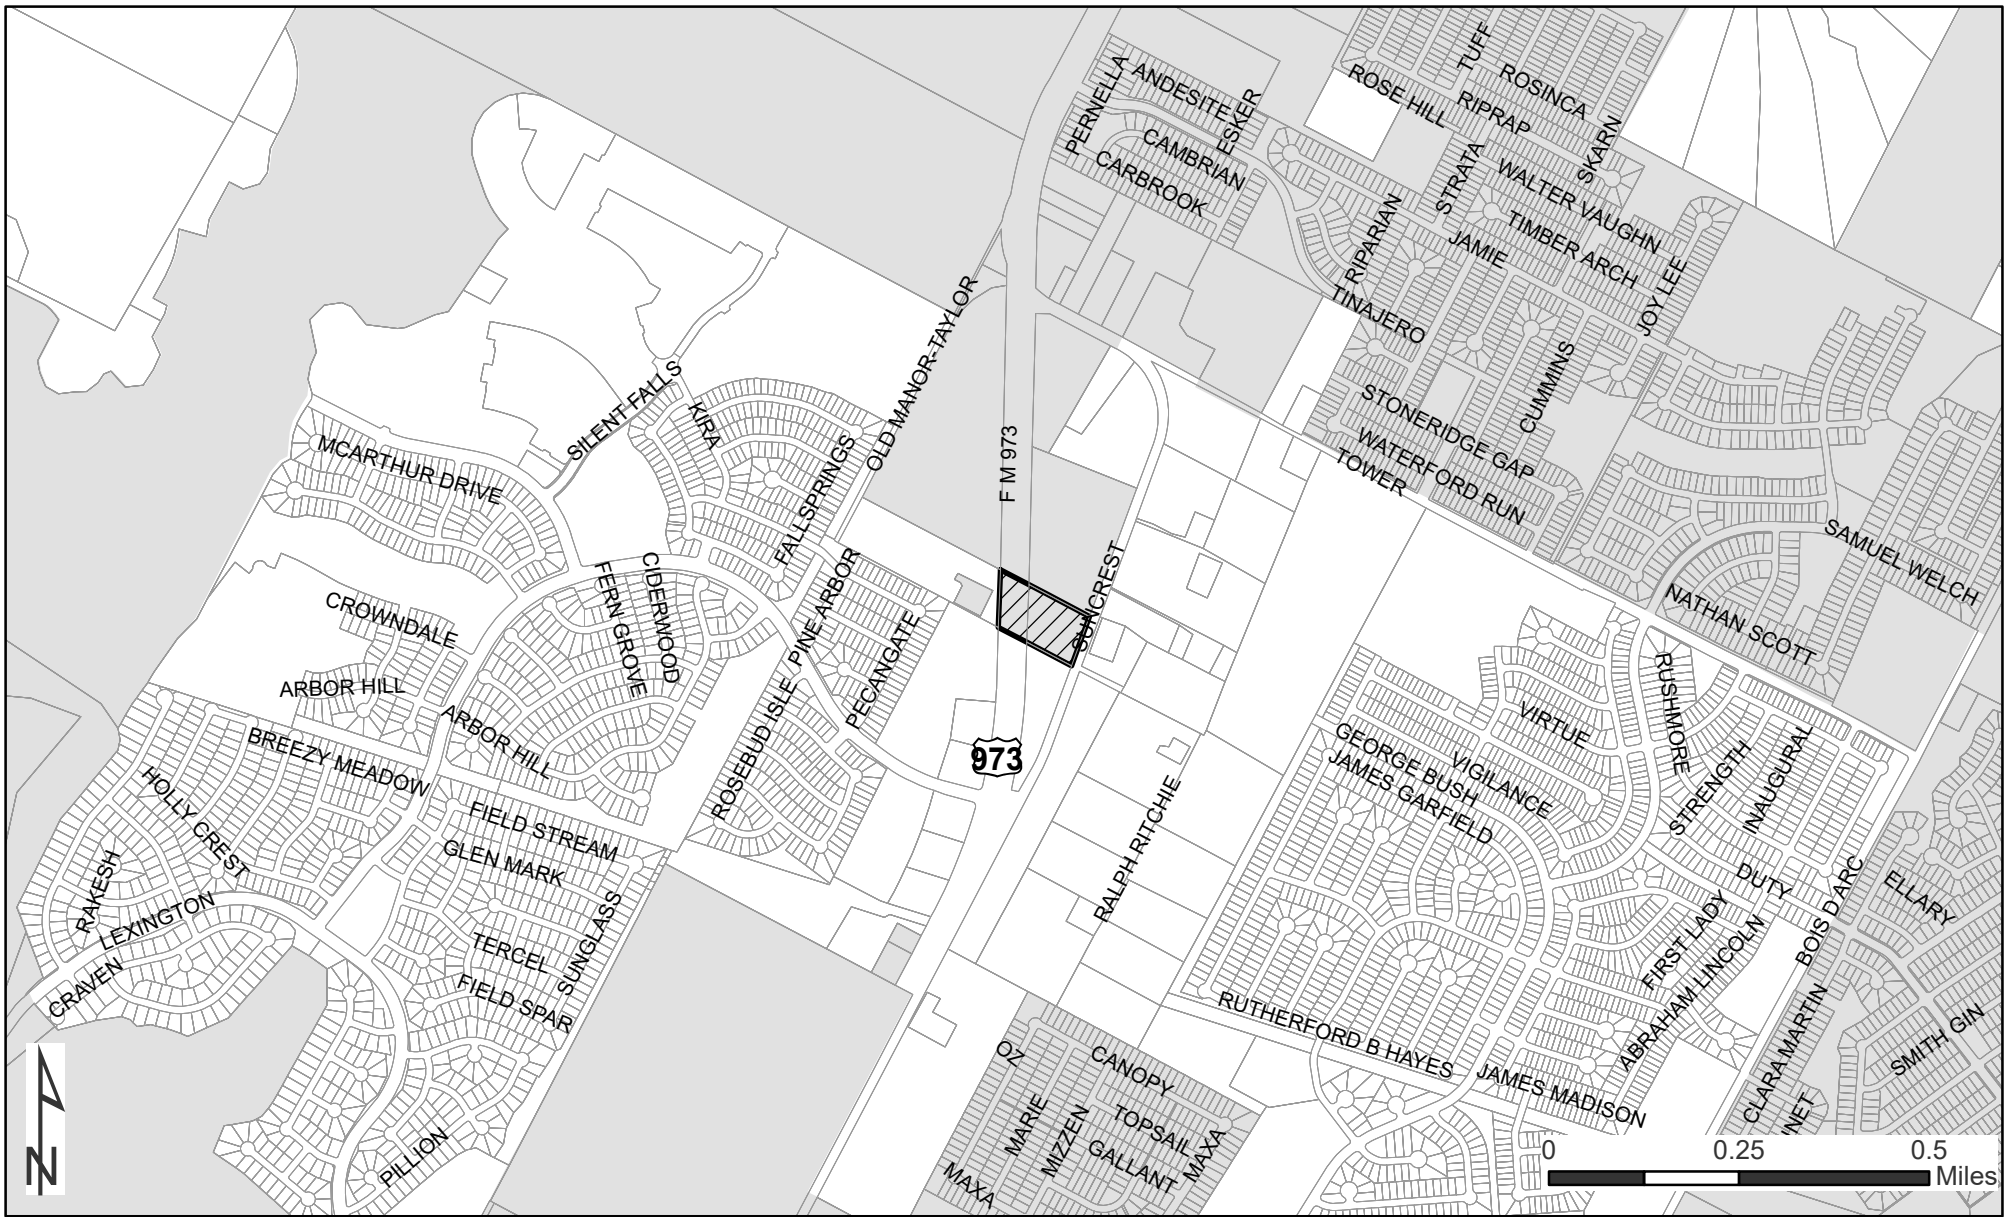 TUFF
ROSINCA
ROSE HILL
RIPRAP
SKARN
PERNELLA
ANDESITE
ESKER
CAMBRIAN
CARBROOK
STRATA
WALTER VAUGHN
TIMBER ARCH
RIPARIAN
JAMIE
JOY LEE
TINAJERO
CUMMINS
STONERIDGE GAP
WATERFORD RUN
TOWER
OLD MANOR-TAYLOR
F M 973
SILENT FALLS
KIRA
MCARTHUR DRIVE
FALLSPRINGS
SAMUEL WELCH
NATHAN SCOTT
SUNCREST
CIDERWOOD
FERN GROVE
PINE ARBOR
CROWNDALE
PECANGATE
ARBOR HILL
ARBOR HILL
ROSEBUD ISLE
BREEZY MEADOW
HOLLY CREST
973
RUSHMORE
VIRTUE
GEORGE BUSH
VIGILANCE
JAMES GARFIELD
STRENGTH
INAUGURAL
FIELD STREAM
GLEN MARK
RALPH RITCHIE
DUTY
BOIS D ARC
ELLARY
RAKESH
LEXINGTON
CRAVEN
TERCEL
SUNGLASS
FIELD SPAR
FIRST LADY
ABRAHAM LINCOLN
CLARA MARTIN
SMITH GIN
RUTHERFORD B HAYES
JAMES MADISON
OZ
CANOPY
MARIE
MIZZEN
TOPSAIL
GALLANT
MAXA
MAXA
PILLION
NET
N
0 0.25 0.5
Miles